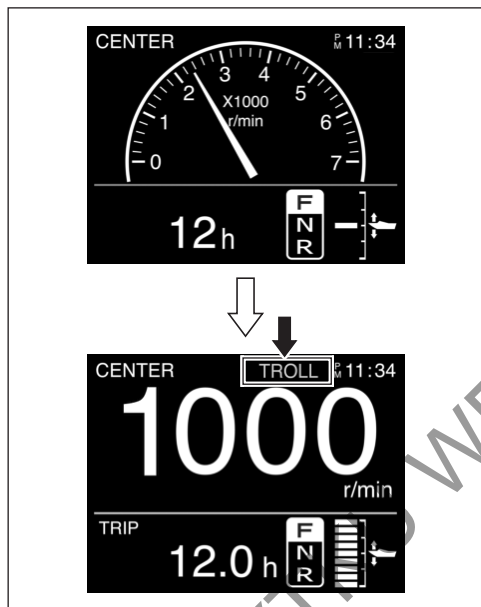 CENTER PM 11:34
0 1 2 3 4 5 6 7
X1000
r/min
12h
F
N
R
CENTER TROLL PM 11:34
1000
r/min
TRIP
12.0 h
F
N
R